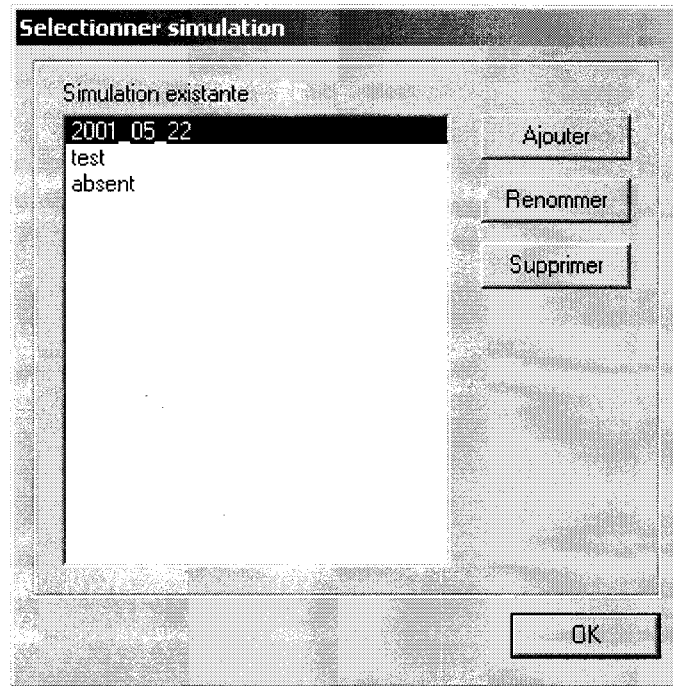 Selectionner simulation
Simulation existante
2001_05_22
test
absent
Ajouter
Renommer
Supprimer
OK